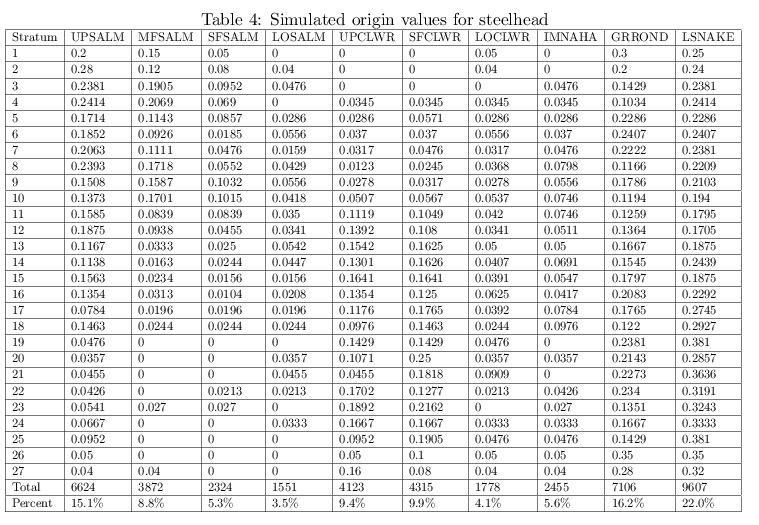 Table 4: Simulated origin values for steelhead
Stratum UPSALM MFSALM SFSALM LOSALM UPCLWR SFCLWR LOCLWR IMNAHA GRROND LSNAKE
1 0.2 0.15 0.05 0 0 0 0.05 0 0.3 0.25
2 0.28 0.12 0.08 0.04 0 0 0.04 0 0.2 0.24
3 0.2381 0.1905 0.0952 0.0476 0 0 0 0.0476 0.1429 0.2381
4 0.2414 0.2069 0.069 0 0.0345 0.0345 0.0345 0.0345 0.1034 0.2414
5 0.1714 0.1143 0.0857 0.0286 0.0286 0.0571 0.0286 0.0286 0.2286 0.2286
6 0.1852 0.0926 0.0185 0.0556 0.037 0.037 0.0556 0.037 0.2407 0.2407
7 0.2063 0.1111 0.0476 0.0159 0.0317 0.0476 0.0317 0.0476 0.2222 0.2381
8 0.2393 0.1718 0.0552 0.0429 0.0123 0.0245 0.0368 0.0798 0.1166 0.2209
9 0.1508 0.1587 0.1032 0.0556 0.0278 0.0317 0.0278 0.0556 0.1786 0.2103
10 0.1373 0.1701 0.1015 0.0418 0.0507 0.0567 0.0537 0.0746 0.1194 0.194
11 0.1585 0.0839 0.0839 0.035 0.1119 0.1049 0.042 0.0746 0.1259 0.1795
12 0.1875 0.0938 0.0455 0.0341 0.1392 0.108 0.0341 0.0511 0.1364 0.1705
13 0.1167 0.0333 0.025 0.0542 0.1542 0.1625 0.05 0.05 0.1667 0.1875
14 0.1138 0.0163 0.0244 0.0447 0.1301 0.1626 0.0407 0.0691 0.1545 0.2439
15 0.1563 0.0234 0.0156 0.0156 0.1641 0.1641 0.0391 0.0547 0.1797 0.1875
16 0.1354 0.0313 0.0104 0.0208 0.1354 0.125 0.0625 0.0417 0.2083 0.2292
17 0.0784 0.0196 0.0196 0.0196 0.1176 0.1765 0.0392 0.0784 0.1765 0.2745
18 0.1463 0.0244 0.0244 0.0244 0.0976 0.1463 0.0244 0.0976 0.122 0.2927
19 0.0476 0 0 0 0.1429 0.1429 0.0476 0 0.2381 0.381
20 0.0357 0 0 0.0357 0.1071 0.25 0.0357 0.0357 0.2143 0.2857
21 0.0455 0 0 0.0455 0.0455 0.1818 0.0909 0 0.2273 0.3636
22 0.0426 0 0.0213 0.0213 0.1702 0.1277 0.0213 0.0426 0.234 0.3191
23 0.0541 0.027 0.027 0 0.1892 0.2162 0 0.027 0.1351 0.3243
24 0.0667 0 0 0.0333 0.1667 0.1667 0.0333 0.0333 0.1667 0.3333
25 0.0952 0 0 0 0.0952 0.1905 0.0476 0.0476 0.1429 0.381
26 0.05 0 0 0 0.05 0.1 0.05 0.05 0.35 0.35
27 0.04 0.04 0 0 0.16 0.08 0.04 0.04 0.28 0.32
Total 6624 3872 2324 1551 4123 4315 1778 2455 7106 9607
Percent 15.1% 8.8% 5.3% 3.5% 9.4% 9.9% 4.1% 5.6% 16.2% 22.0%